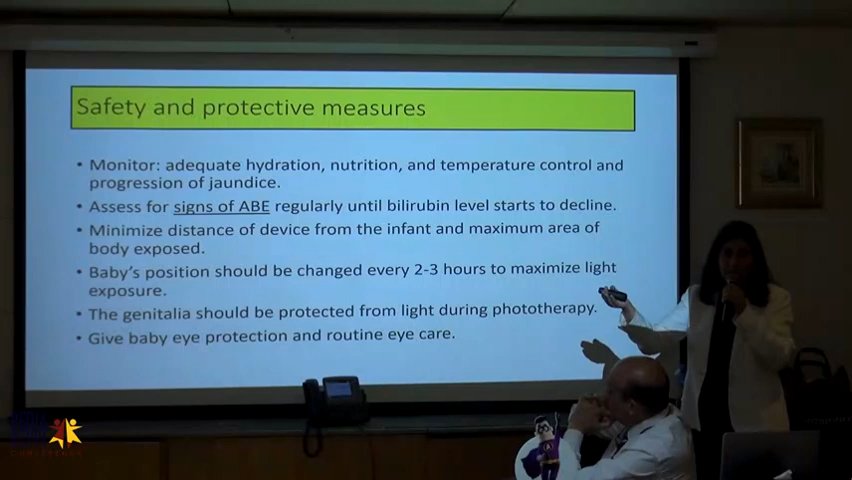 Safety and protective measures
• Monitor: adequate hydration, nutrition, and temperature control and
progression of jaundice.
• Assess for signs of ABE regularly until bilirubin level starts to decline.
• Minimize distance of device from the infant and maximum area of
body exposed.
• Baby's position should be changed every 2-3 hours to maximize light
exposure.
• The genitalia should be protected from light during phototherapy.
• Give baby eye protection and routine eye care.